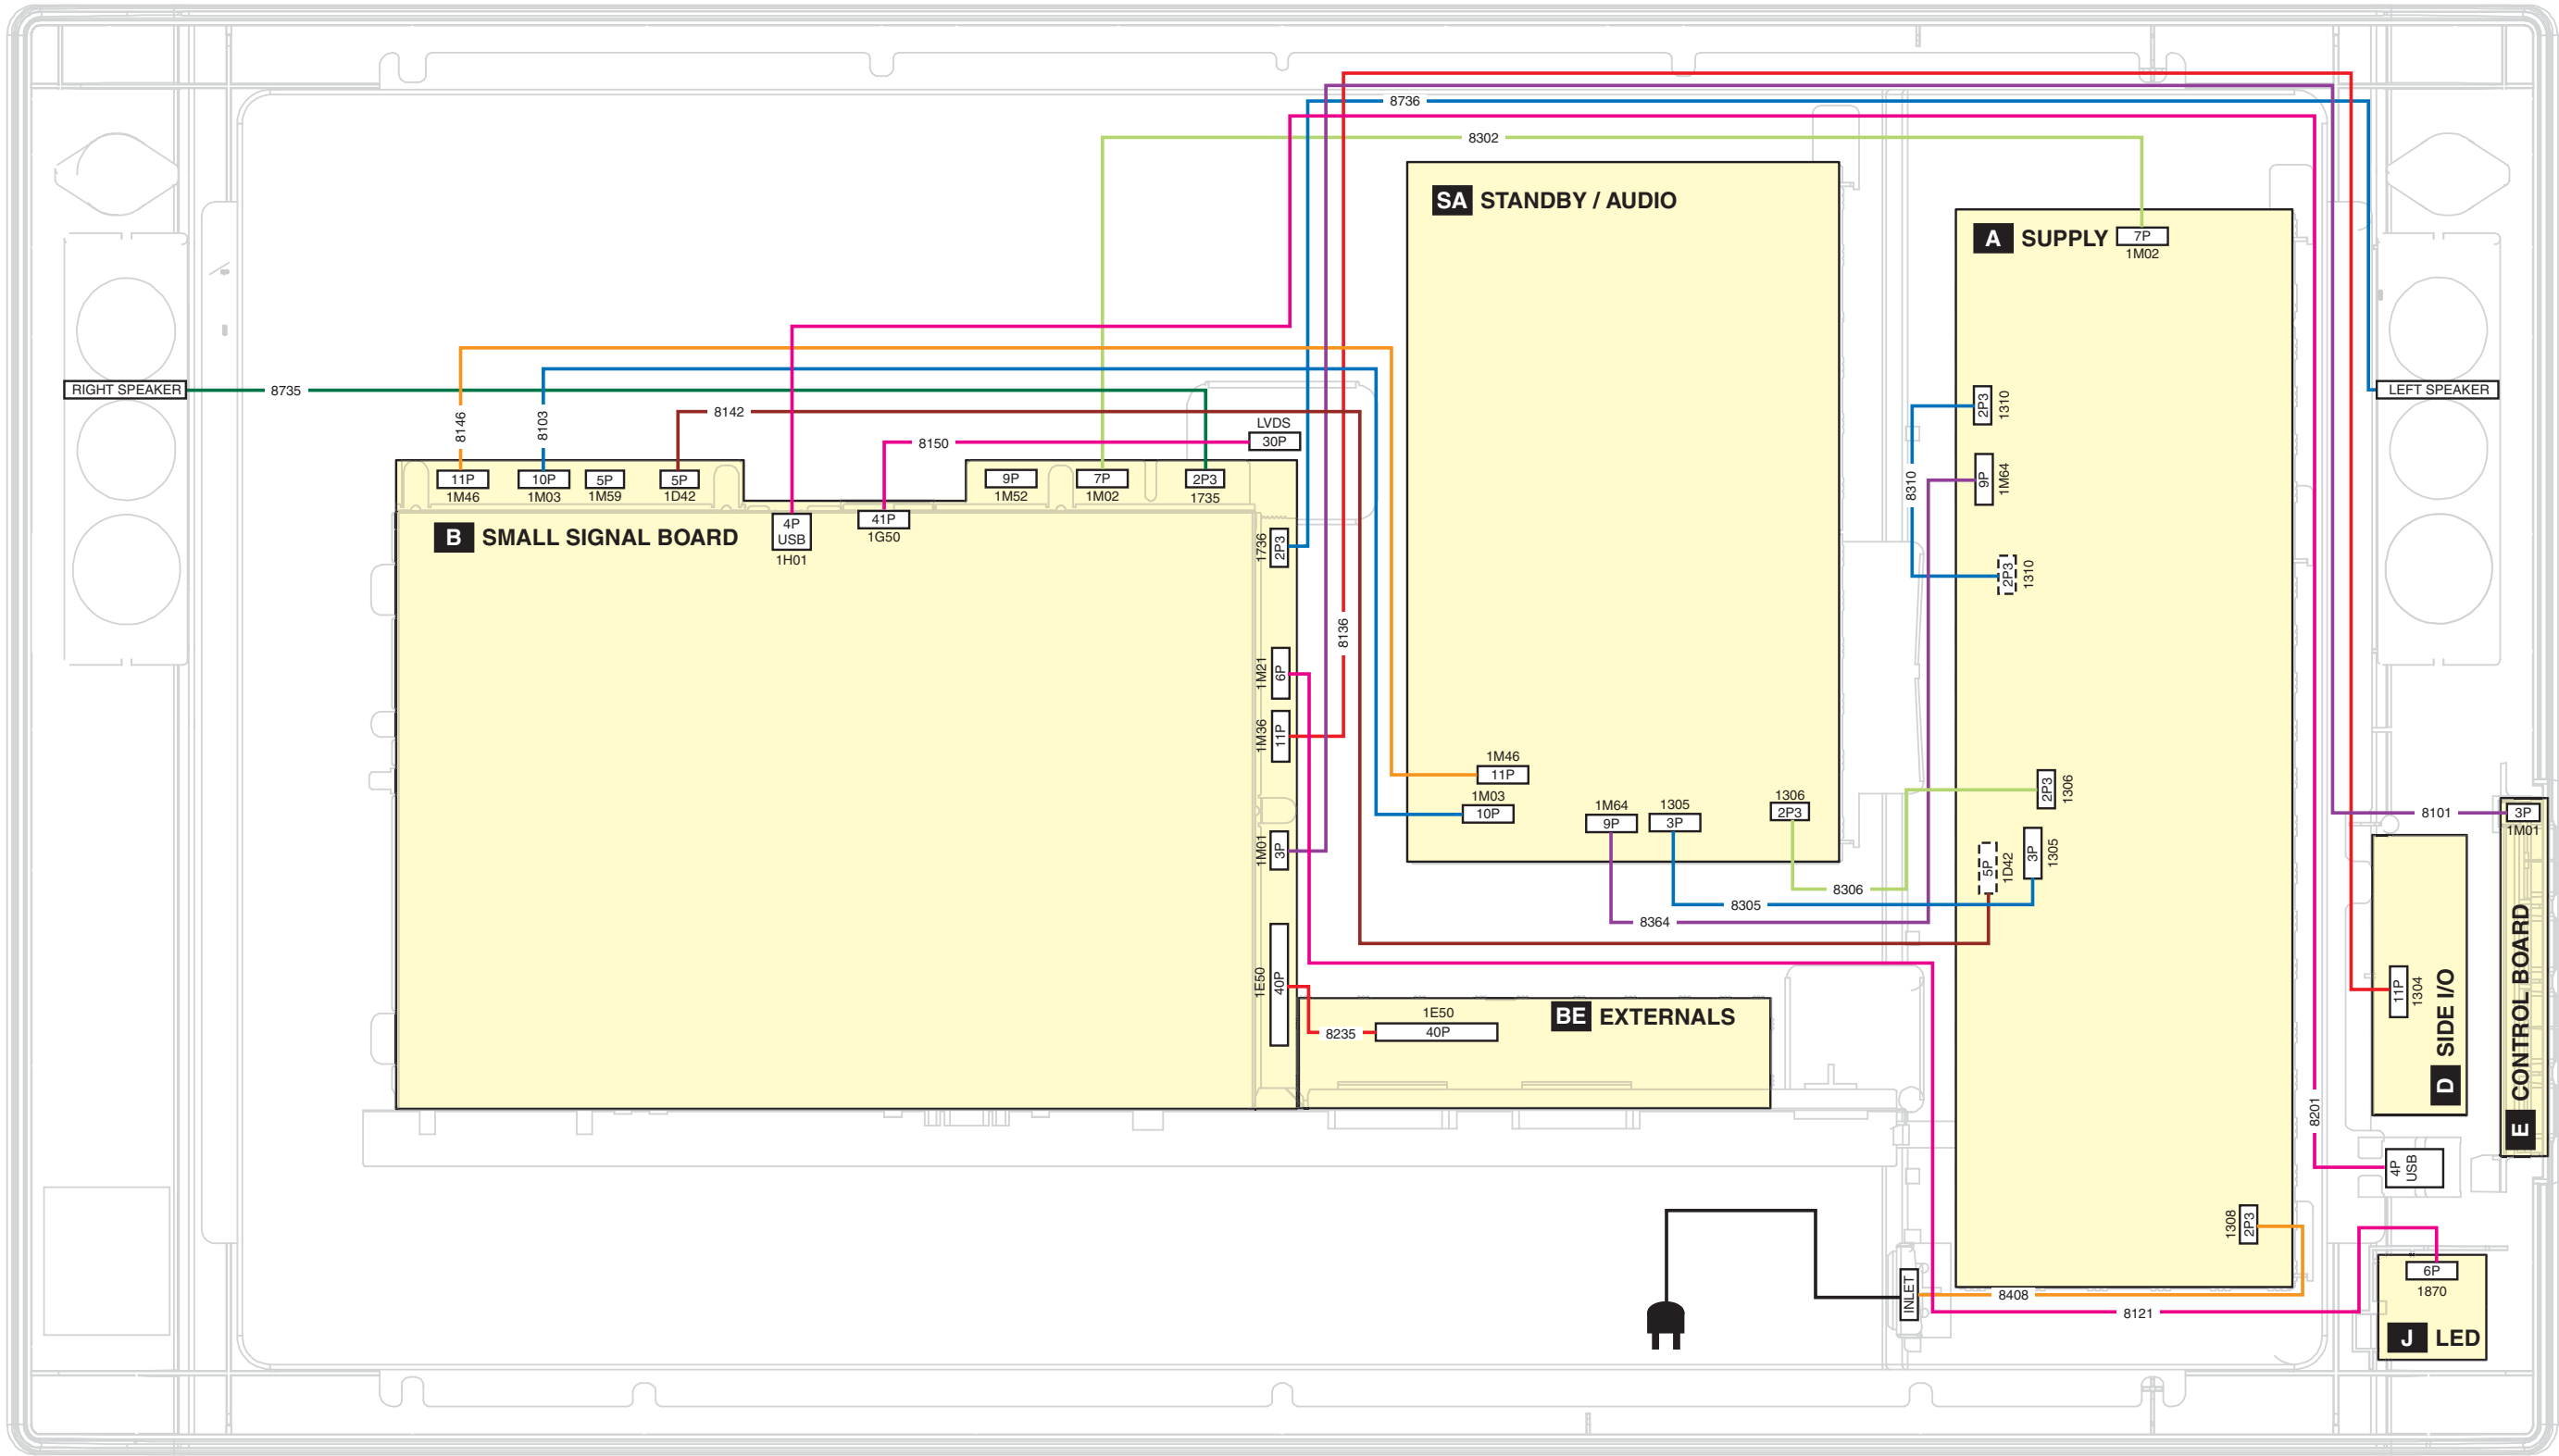 8736
8302
SA STANDBY / AUDIO
A SUPPLY
7P
1M02
RIGHT SPEAKER
8735
8146
8103
8142
8150
LVDS
30P
LEFT SPEAKER
2P3
1310
8310
9P
1M64
2P3
1310
11P
1M46
10P
1M03
5P
1M59
5P
1D42
9P
1M52
7P
1M02
2P3
1735
B SMALL SIGNAL BOARD
4P
USB
1H01
41P
1G50
1736
2P3
8136
1M21
6P
1M36
11P
1M01
3P
1E50
40P
1M46
11P
1M03
10P
1M64
9P
1305
3P
1306
2P3
2P3
1306
3P
1305
5P
1D42
8306
8305
8364
8101
3P
1M01
E CONTROL BOARD
11P
1304
D SIDE I/O
8235
1E50
40P
BE EXTERNALS
8201
4P
USB
1308
2P3
INLET
8408
8121
6P
1870
J LED